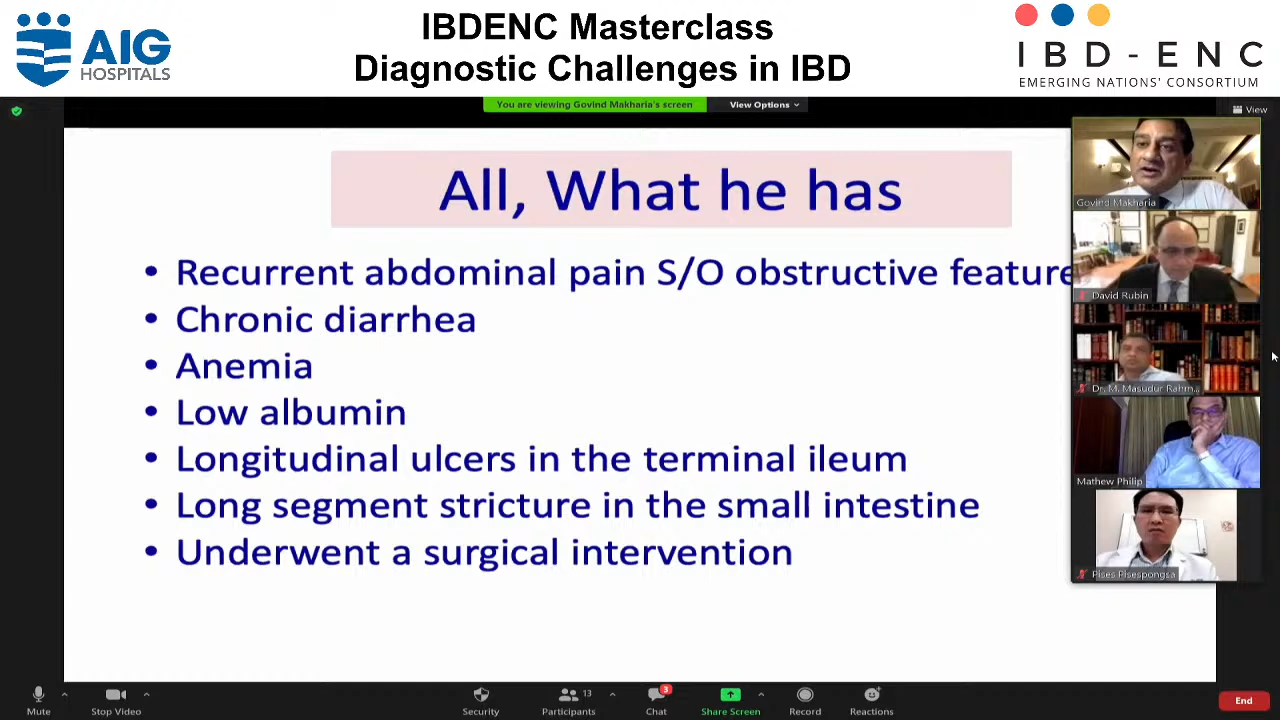 AIG
HOSPITALS
IBDENC Masterclass
Diagnostic Challenges in IBD
IBD-ENC
EMERGING NATIONS' CONSORTIUM
You are viewing Govind Makharia's screen
View Options
View
All, What he has
• Recurrent abdominal pain S/O obstructive feature
• Chronic diarrhea
• Anemia
• Low albumin
• Longitudinal ulcers in the terminal ileum
• Long segment stricture in the small intestine
• Underwent a surgical intervention
Govind Makharia
David Rubin
Dr. M. Masudur Rahm...
Mathew Philip
Pises Pisespongsa
Mute
Stop Video
Security
Participants 13
Chat 3
Share Screen
Record
Reactions
End